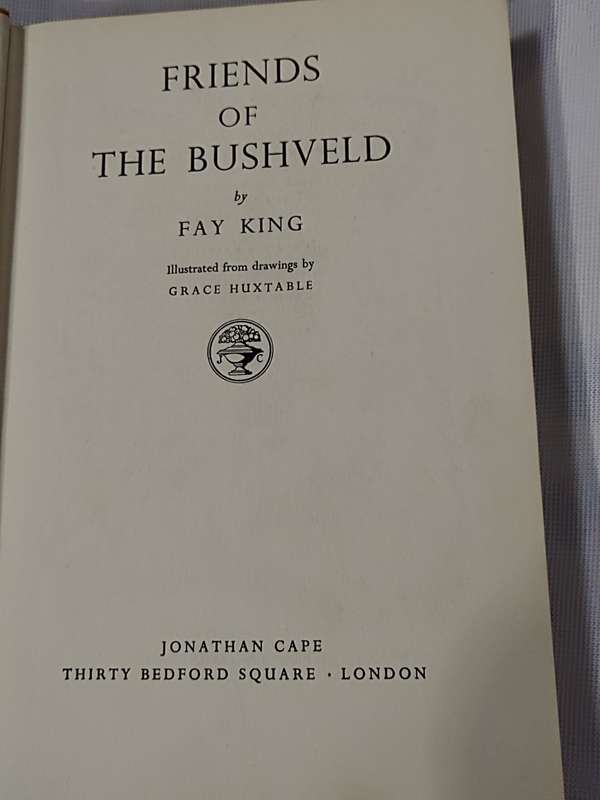 FRIENDS
OF
THE BUSHVELD
by
FAY KING
Illustrated from drawings by
GRACE HUXTABLE
J C
JONATHAN CAPE
THIRTY BEDFORD SQUARE · LONDON